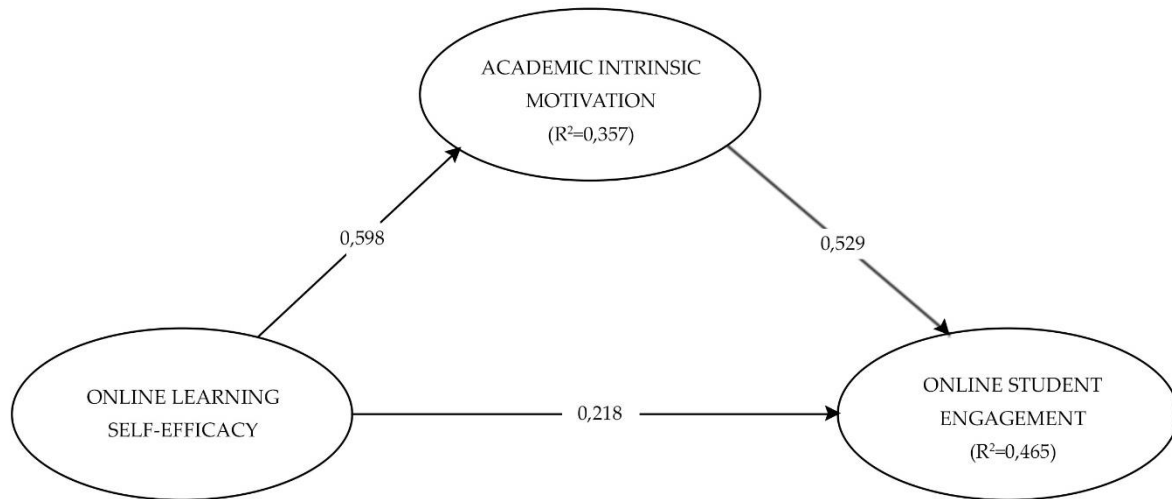 ACADEMIC INTRINSIC
MOTIVATION
(R²=0,357)
0,598
0,529
ONLINE LEARNING
SELF-EFFICACY
0,218
ONLINE STUDENT
ENGAGEMENT
(R²=0,465)